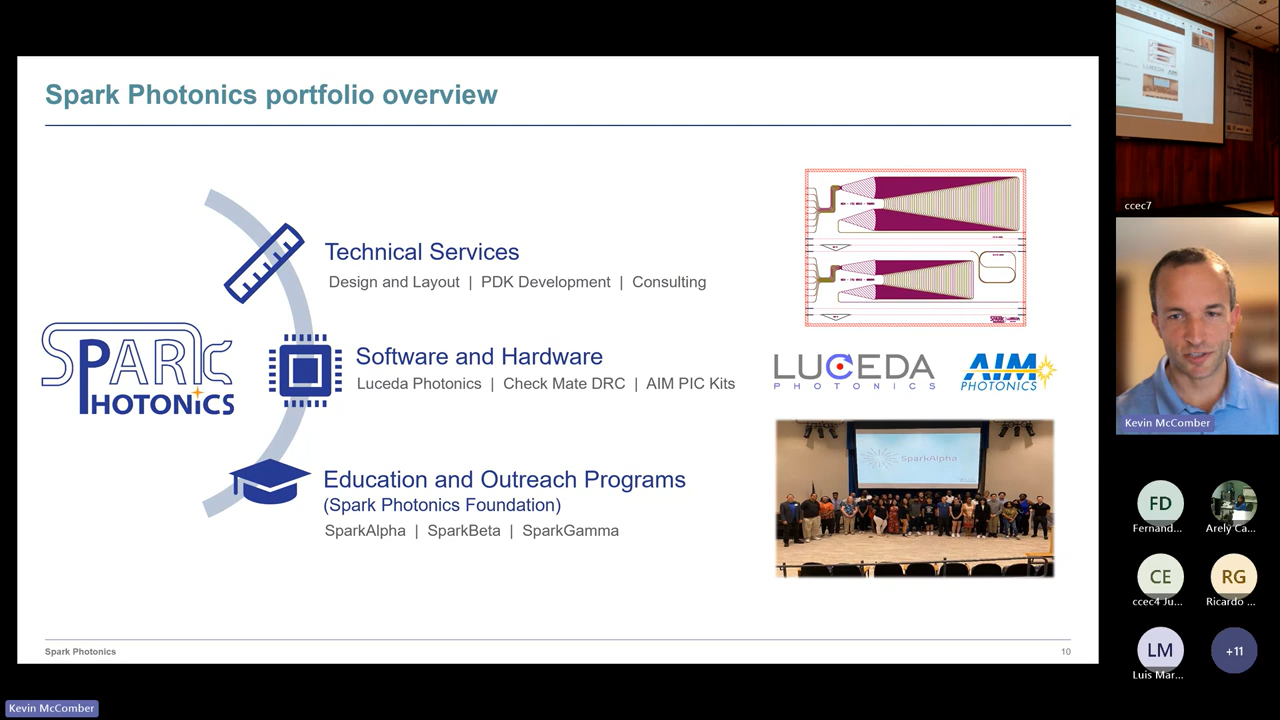 Spark Photonics portfolio overview
SPARK
PHOTONICS
Technical Services
Design and Layout | PDK Development | Consulting
Software and Hardware
Luceda Photonics | Check Mate DRC | AIM PIC Kits
LUCEDA
PHOTONICS
AIM
PHOTONICS
Education and Outreach Programs
(Spark Photonics Foundation)
SparkAlpha | SparkBeta | SparkGamma
SparkAlpha
Spark Photonics
10
Kevin McComber
ccec7
Kevin McComber
FD
Fernand...
Arely Ca...
CE
ccec4 Ju...
RG
Ricardo ...
LM
Luis Mar...
+11